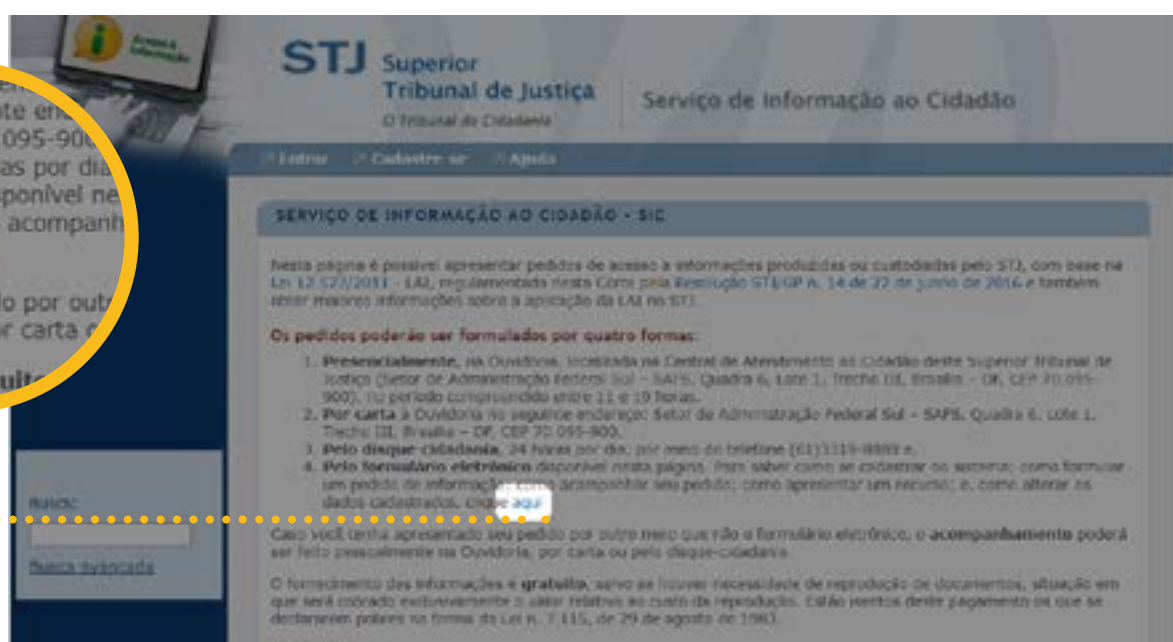 Acesso à
Informação
STJ Superior
Tribunal de Justiça
O Tribunal da Cidadania
Serviço de Informação ao Cidadão
Entrar Cadastre-se Ajuda
095-900
as por dia
sponível ne
acompanh
o por outr
r carta o
uito
SERVIÇO DE INFORMAÇÃO AO CIDADÃO - SIC
Nesta página é possível apresentar pedidos de acesso a informações produzidas ou custodiadas pelo STJ, com base na
Lei 12.527/2011 - LAI, regulamentada nesta Corte pela Resolução STJ/GP n. 14 de 22 de junho de 2016 e também
obter maiores informações sobre a aplicação da LAI no STJ.
Os pedidos poderão ser formulados por quatro formas:
1. Presencialmente, na Ouvidoria, localizada na Central de Atendimento ao Cidadão deste Superior Tribunal de
Justiça (Setor de Administração Federal Sul – SAFS, Quadra 6, Lote 1, Trecho III, Brasília – DF, CEP 70.095-
900), no período compreendido entre 11 e 19 horas.
2. Por carta à Ouvidoria no seguinte endereço: Setor de Administração Federal Sul – SAFS, Quadra 6, Lote 1,
Trecho III, Brasília – DF, CEP 70.095-900.
3. Pelo disque-cidadania, 24 horas por dia, por meio do telefone (61)3319-8888 e,
4. Pelo formulário eletrônico disponível nesta página. Para saber como se cadastrar no sistema; como formular
um pedido de informação; como acompanhar seu pedido; como apresentar um recurso; e, como alterar os
dados cadastrados, clique aqui
Caso você tenha apresentado seu pedido por outro meio que não o formulário eletrônico, o acompanhamento poderá
ser feito pessoalmente na Ouvidoria, por carta ou pelo disque-cidadania.
O fornecimento das informações é gratuito, salvo se houver necessidade de reprodução de documentos, situação em
que será cobrado exclusivamente o valor relativo ao custo da reprodução. Estão isentos deste pagamento os que se
declararem pobres na forma da Lei n. 7.115, de 29 de agosto de 1983.
Busca:
Busca avançada